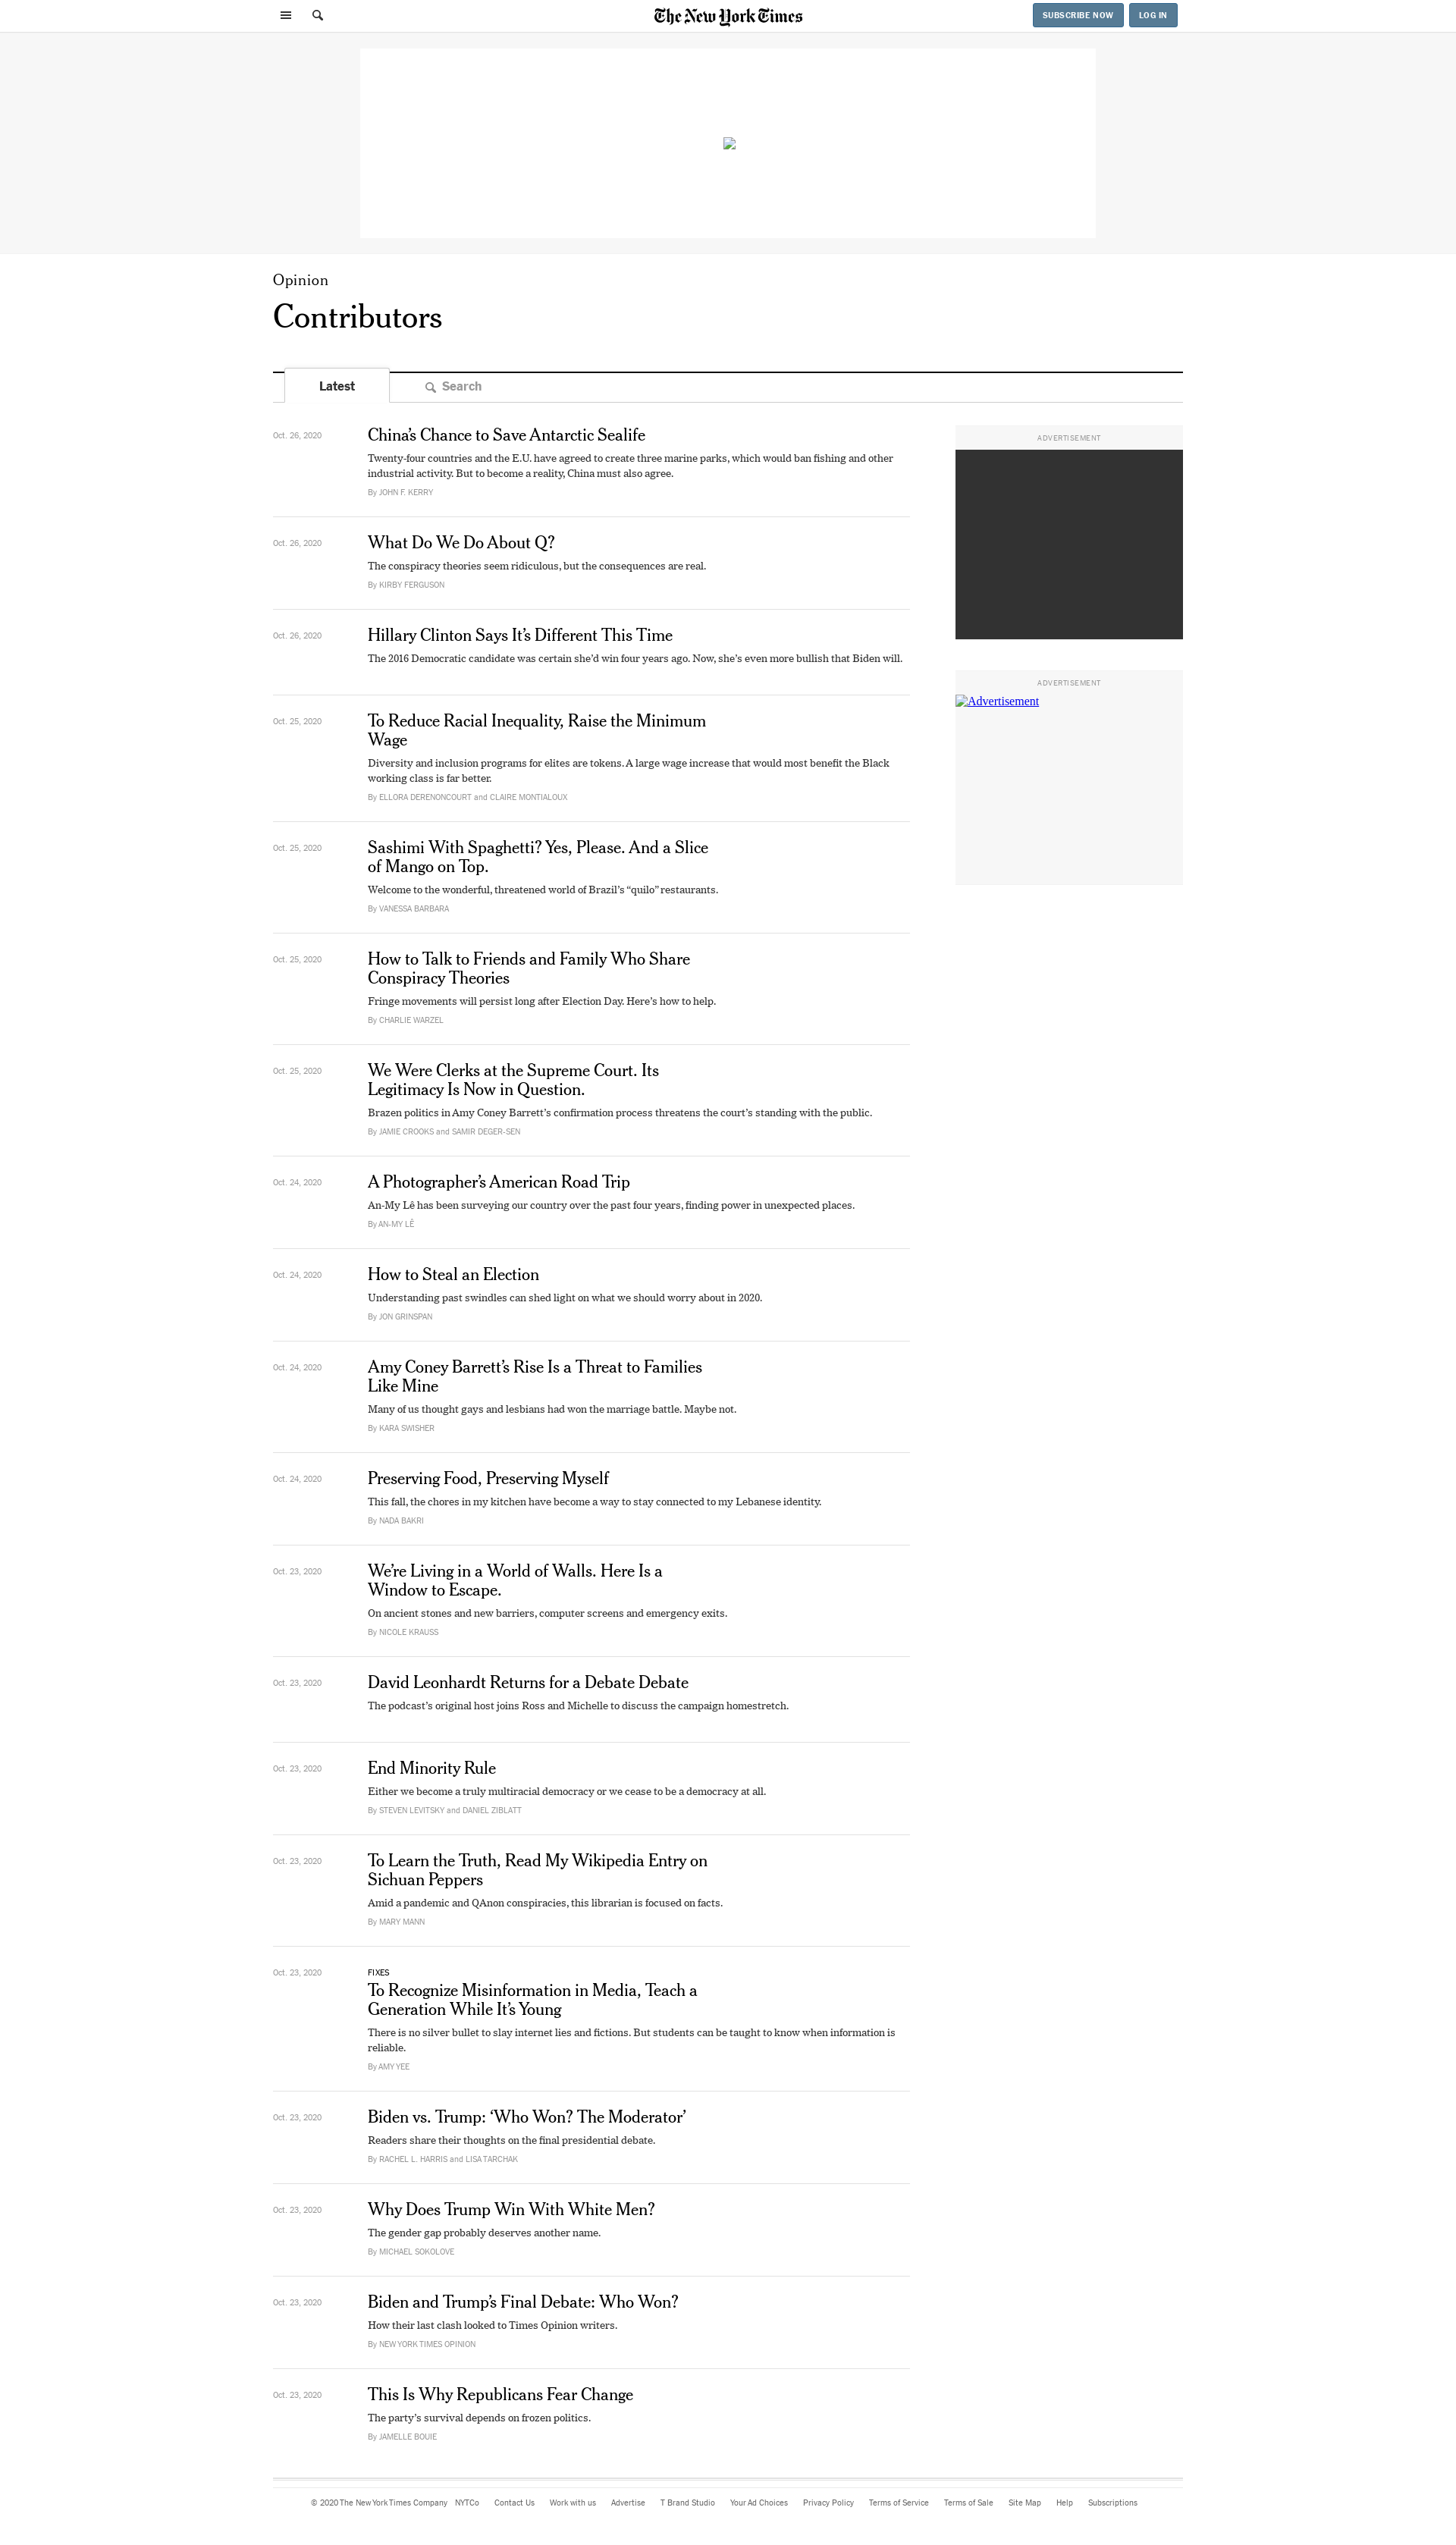 The New York Times
SUBSCRIBE NOW
LOG IN
Opinion
Contributors
Latest
Search
Oct. 26, 2020
China’s Chance to Save Antarctic Sealife
Twenty-four countries and the E.U. have agreed to create three marine parks, which would ban fishing and other
industrial activity. But to become a reality, China must also agree.
By JOHN F. KERRY
Oct. 26, 2020
What Do We Do About Q?
The conspiracy theories seem ridiculous, but the consequences are real.
By KIRBY FERGUSON
Oct. 26, 2020
Hillary Clinton Says It’s Different This Time
The 2016 Democratic candidate was certain she’d win four years ago. Now, she’s even more bullish that Biden will.
Oct. 25, 2020
To Reduce Racial Inequality, Raise the Minimum
Wage
Diversity and inclusion programs for elites are tokens. A large wage increase that would most benefit the Black
working class is far better.
By ELLORA DERENONCOURT and CLAIRE MONTIALOUX
Oct. 25, 2020
Sashimi With Spaghetti? Yes, Please. And a Slice
of Mango on Top.
Welcome to the wonderful, threatened world of Brazil’s “quilo” restaurants.
By VANESSA BARBARA
Oct. 25, 2020
How to Talk to Friends and Family Who Share
Conspiracy Theories
Fringe movements will persist long after Election Day. Here’s how to help.
By CHARLIE WARZEL
Oct. 25, 2020
We Were Clerks at the Supreme Court. Its
Legitimacy Is Now in Question.
Brazen politics in Amy Coney Barrett’s confirmation process threatens the court’s standing with the public.
By JAMIE CROOKS and SAMIR DEGER-SEN
Oct. 24, 2020
A Photographer’s American Road Trip
An-My Lê has been surveying our country over the past four years, finding power in unexpected places.
By AN-MY LÊ
Oct. 24, 2020
How to Steal an Election
Understanding past swindles can shed light on what we should worry about in 2020.
By JON GRINSPAN
Oct. 24, 2020
Amy Coney Barrett’s Rise Is a Threat to Families
Like Mine
Many of us thought gays and lesbians had won the marriage battle. Maybe not.
By KARA SWISHER
Oct. 24, 2020
Preserving Food, Preserving Myself
This fall, the chores in my kitchen have become a way to stay connected to my Lebanese identity.
By NADA BAKRI
Oct. 23, 2020
We’re Living in a World of Walls. Here Is a
Window to Escape.
On ancient stones and new barriers, computer screens and emergency exits.
By NICOLE KRAUSS
Oct. 23, 2020
David Leonhardt Returns for a Debate Debate
The podcast’s original host joins Ross and Michelle to discuss the campaign homestretch.
Oct. 23, 2020
End Minority Rule
Either we become a truly multiracial democracy or we cease to be a democracy at all.
By STEVEN LEVITSKY and DANIEL ZIBLATT
Oct. 23, 2020
To Learn the Truth, Read My Wikipedia Entry on
Sichuan Peppers
Amid a pandemic and QAnon conspiracies, this librarian is focused on facts.
By MARY MANN
Oct. 23, 2020
FIXES
To Recognize Misinformation in Media, Teach a
Generation While It’s Young
There is no silver bullet to slay internet lies and fictions. But students can be taught to know when information is
reliable.
By AMY YEE
Oct. 23, 2020
Biden vs. Trump: ‘Who Won? The Moderator’
Readers share their thoughts on the final presidential debate.
By RACHEL L. HARRIS and LISA TARCHAK
Oct. 23, 2020
Why Does Trump Win With White Men?
The gender gap probably deserves another name.
By MICHAEL SOKOLOVE
Oct. 23, 2020
Biden and Trump’s Final Debate: Who Won?
How their last clash looked to Times Opinion writers.
By NEW YORK TIMES OPINION
Oct. 23, 2020
This Is Why Republicans Fear Change
The party’s survival depends on frozen politics.
By JAMELLE BOUIE
ADVERTISEMENT
ADVERTISEMENT
Advertisement
© 2020 The New York Times Company NYTCo Contact Us Work with us Advertise T Brand Studio Your Ad Choices Privacy Policy Terms of Service Terms of Sale Site Map Help Subscriptions